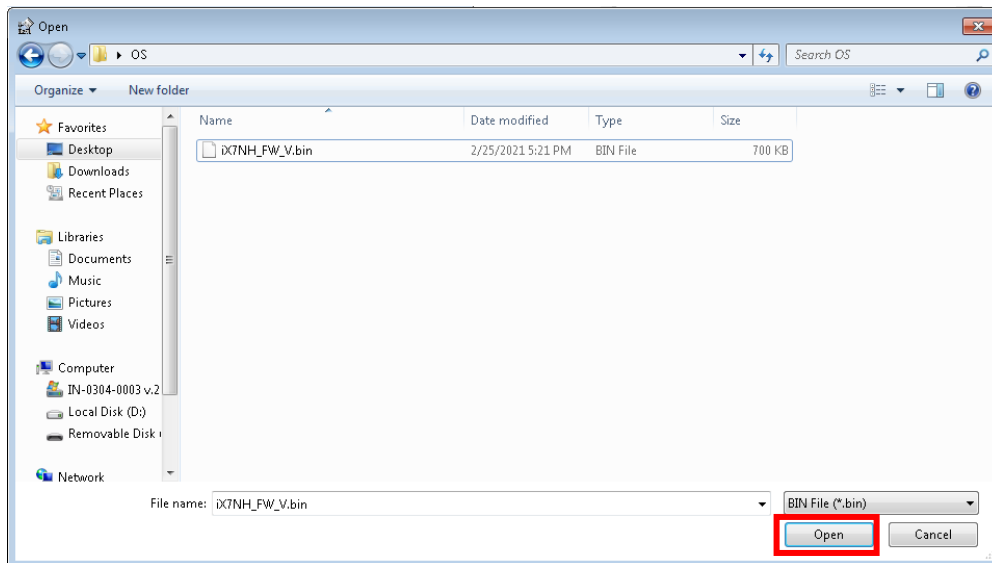 Open
OS
Search OS
Organize
New folder
Name
Date modified
Type
Size
Favorites
Desktop
Downloads
Recent Places
iX7NH_FW_V.bin
2/25/2021 5:21 PM
BIN File
700 KB
Libraries
Documents
Music
Pictures
Videos
Computer
IN-0304-0003 v.2
Local Disk (D:)
Removable Disk
Network
File name:
iX7NH_FW_V.bin
BIN File (*.bin)
Open
Cancel